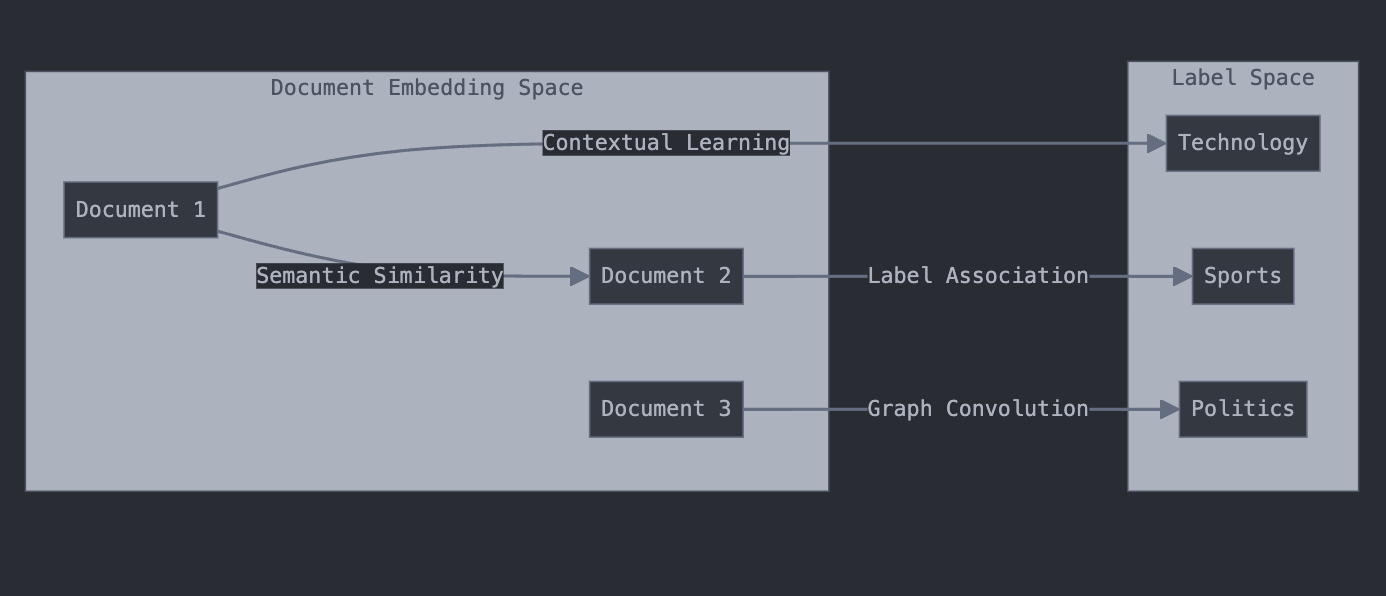 Document Embedding Space
Label Space
Contextual Learning
Technology
Document 1
Semantic Similarity
Document 2
Label Association
Sports
Document 3
Graph Convolution
Politics